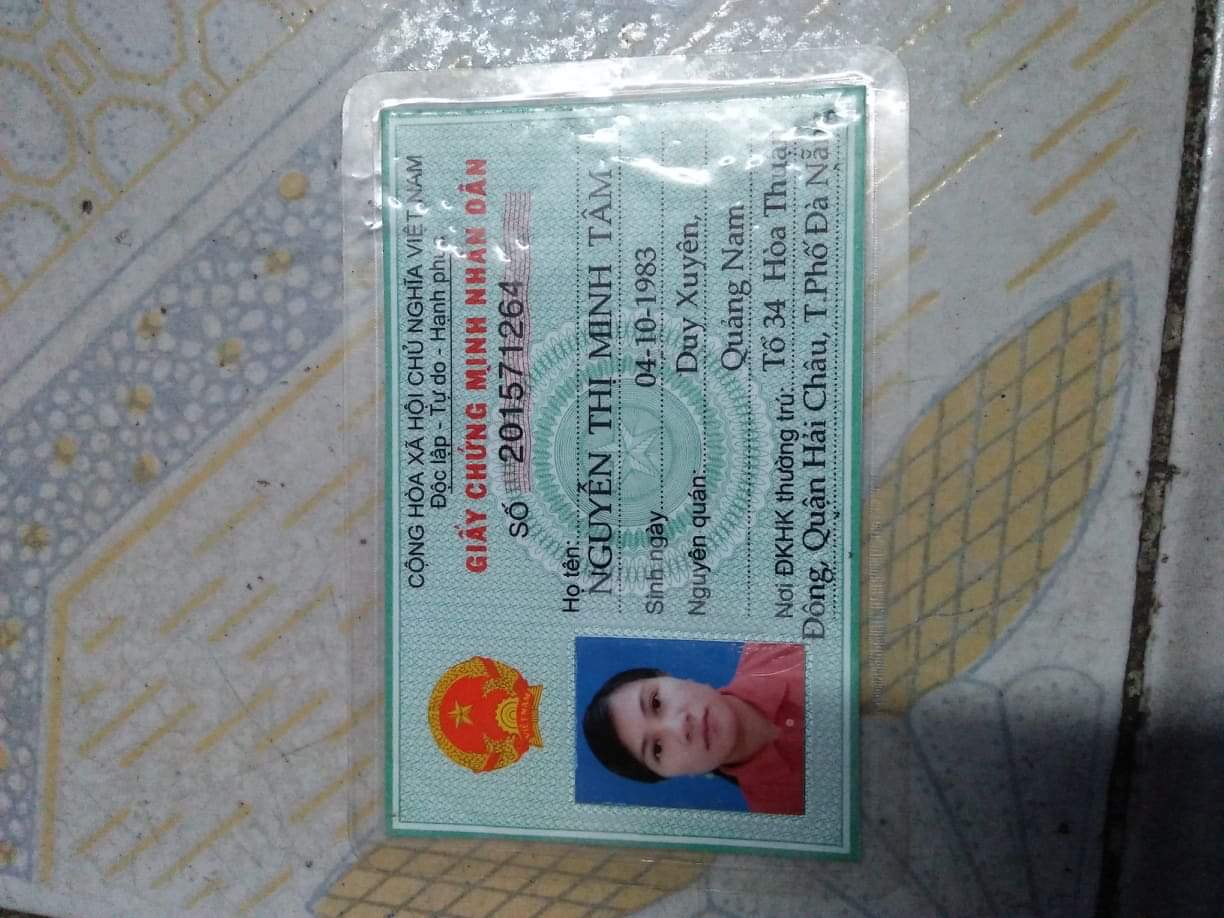 CỘNG HÒA XÃ HỘI CHỦ NGHĨA VIỆT NAM
Độc lập - Tự do - Hạnh phúc
GIẤY CHỨNG MINH NHÂN DÂN
SỐ 201571264
Họ tên:
NGUYỄN THỊ MINH TÂM
Sinh ngày 04-10-1983
Nguyên quán: Duy Xuyên,
Quảng Nam
Nơi ĐKHK thường trú: Tổ 34 Hòa Thuận
Đông, Quận Hải Châu, T.Phố Đà Nẵng
VIỆT NAM